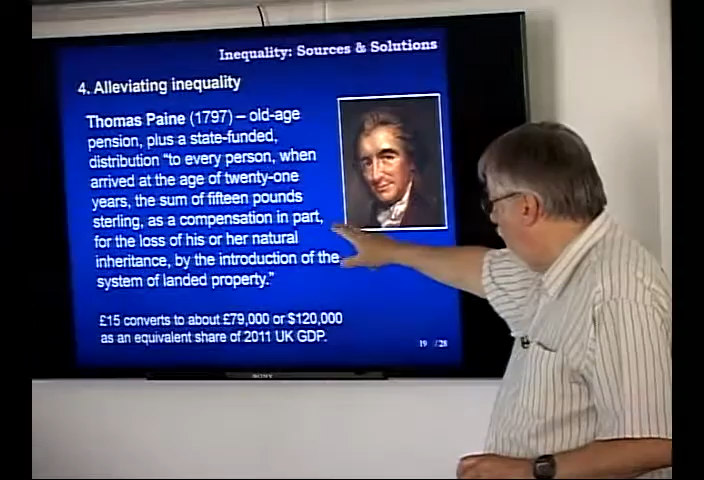 Inequality: Sources & Solutions
4. Alleviating inequality
Thomas Paine (1797) – old-age
pension, plus a state-funded,
distribution “to every person, when
arrived at the age of twenty-one
years, the sum of fifteen pounds
sterling, as a compensation in part,
for the loss of his or her natural
inheritance, by the introduction of the
system of landed property.”
£15 converts to about £79,000 or $120,000
as an equivalent share of 2011 UK GDP.
19 / 28
SONY